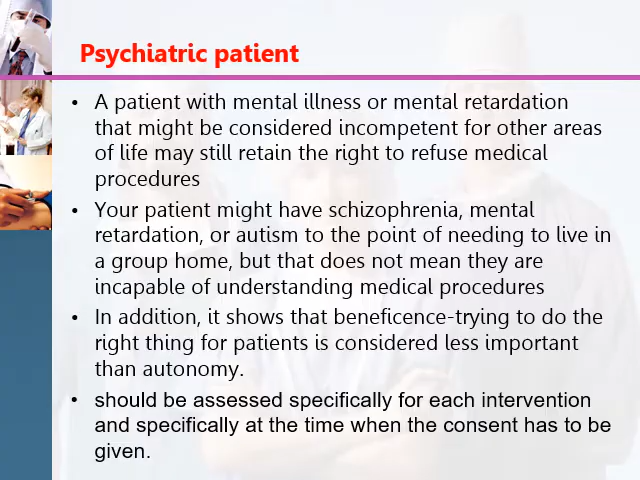 Psychiatric patient
• A patient with mental illness or mental retardation
that might be considered incompetent for other areas
of life may still retain the right to refuse medical
procedures
• Your patient might have schizophrenia, mental
retardation, or autism to the point of needing to live in
a group home, but that does not mean they are
incapable of understanding medical procedures
• In addition, it shows that beneficence-trying to do the
right thing for patients is considered less important
than autonomy.
• should be assessed specifically for each intervention
and specifically at the time when the consent has to be
given.